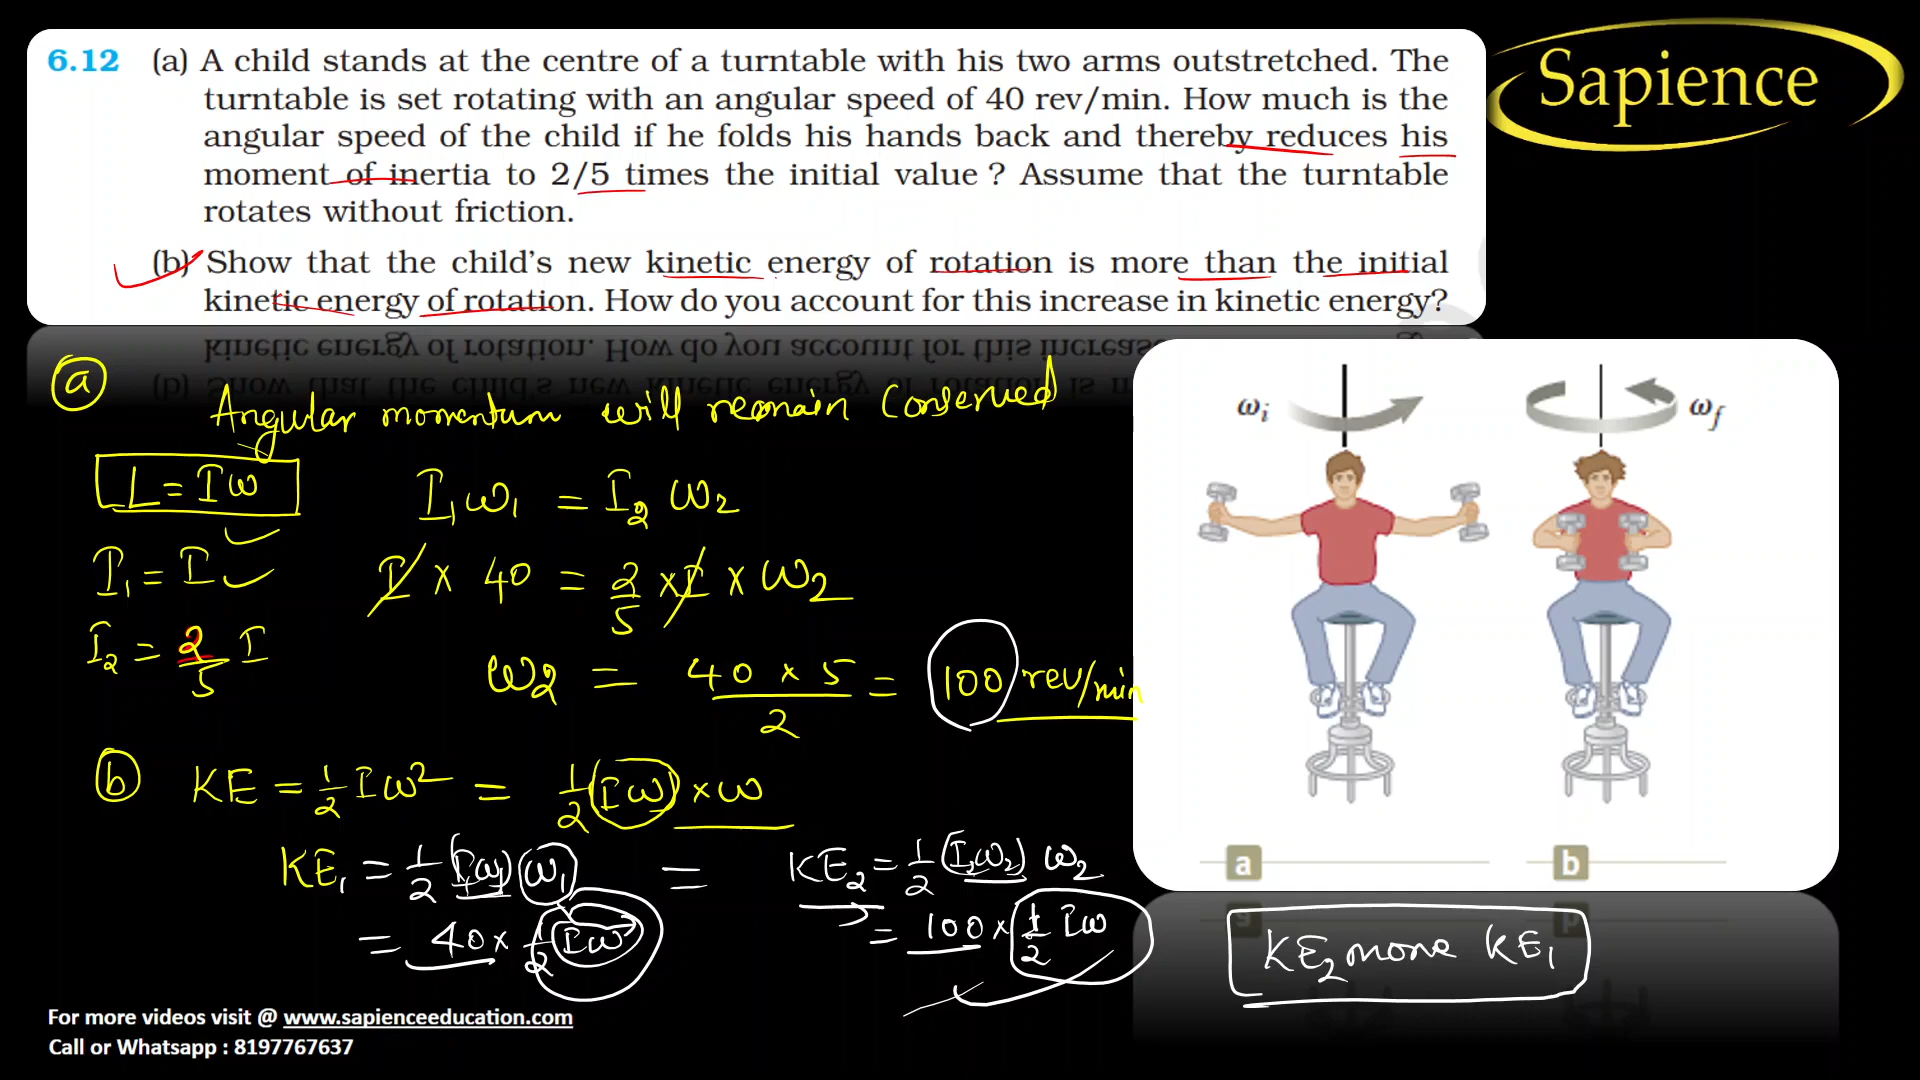 6.12 (a) A child stands at the centre of a turntable with his two arms outstretched. The
turntable is set rotating with an angular speed of 40 rev/min. How much is the
angular speed of the child if he folds his hands back and thereby reduces his
moment of inertia to 2/5 times the initial value ? Assume that the turntable
rotates without friction.
(b) Show that the child's new kinetic energy of rotation is more than the initial
kinetic energy of rotation. How do you account for this increase in kinetic energy?
Sapience
(a)
Angular momentum will remain Conserved
L = Iω
I₁ω₁ = I₂ ω₂
I₁ = I
I × 40 = 2/5 × I × ω₂
I₂ = 2/5 I
ω₂ = 40 × 5 / 2 = 100 rev/min
(b) KE = 1/2 Iω² = 1/2 (Iω) × ω
KE₁ = 1/2 (I₁ω₁) (ω₁) = KE₂ = 1/2 (I₂ω₂) ω₂
= 40 × 1/2 (Iω) = 100 × 1/2 Iω
KE₂ more KE₁
ωi
ωf
a
b
For more videos visit @ www.sapienceeducation.com
Call or Whatsapp : 8197767637